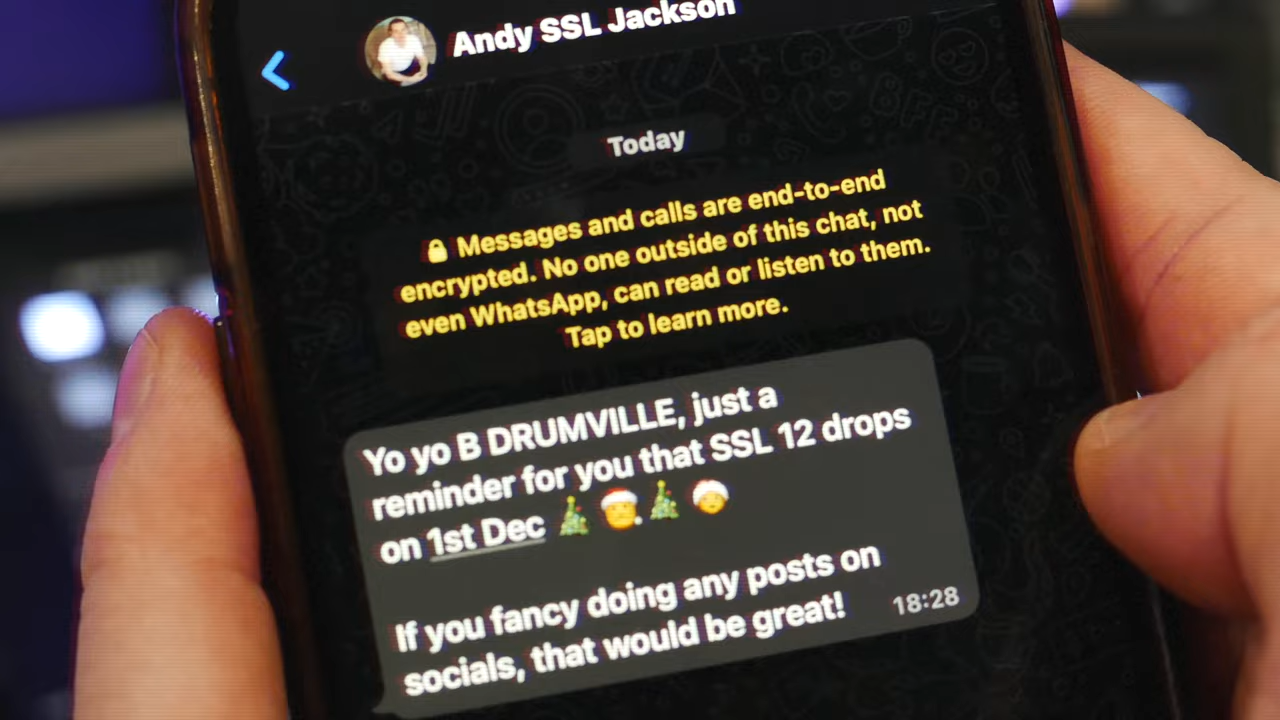 Andy SSL Jackson
Today
🔒 Messages and calls are end-to-end
encrypted. No one outside of this chat, not
even WhatsApp, can read or listen to them.
Tap to learn more.
Yo yo B DRUMVILLE, just a
reminder for you that SSL 12 drops
on 1st Dec 🎄 🎅 🎄 🤶
If you fancy doing any posts on
socials, that would be great!
18:28